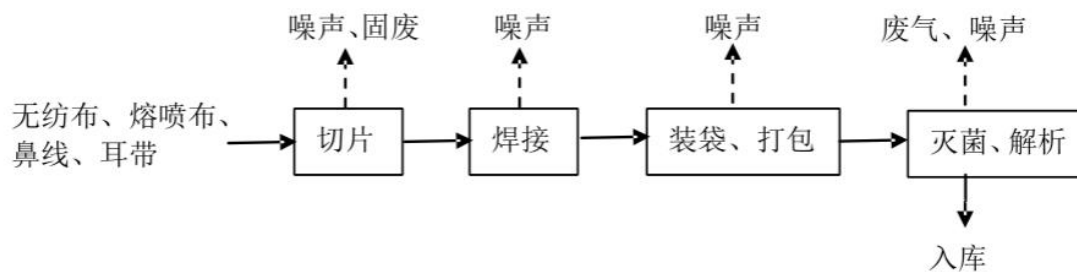 噪声、固废
噪声
噪声
废气、噪声
无纺布、熔喷布、
鼻线、耳带
切片
焊接
装袋、打包
灭菌、解析
入库